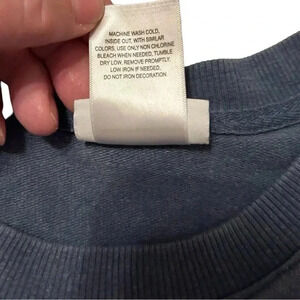 MACHINE WASH COLD,
INSIDE OUT, WITH SIMILAR
COLORS, USE ONLY NON CHLORINE
BLEACH WHEN NEEDED, TUMBLE
DRY LOW, REMOVE PROMPTLY,
LOW IRON IF NEEDED,
DO NOT IRON DECORATION.